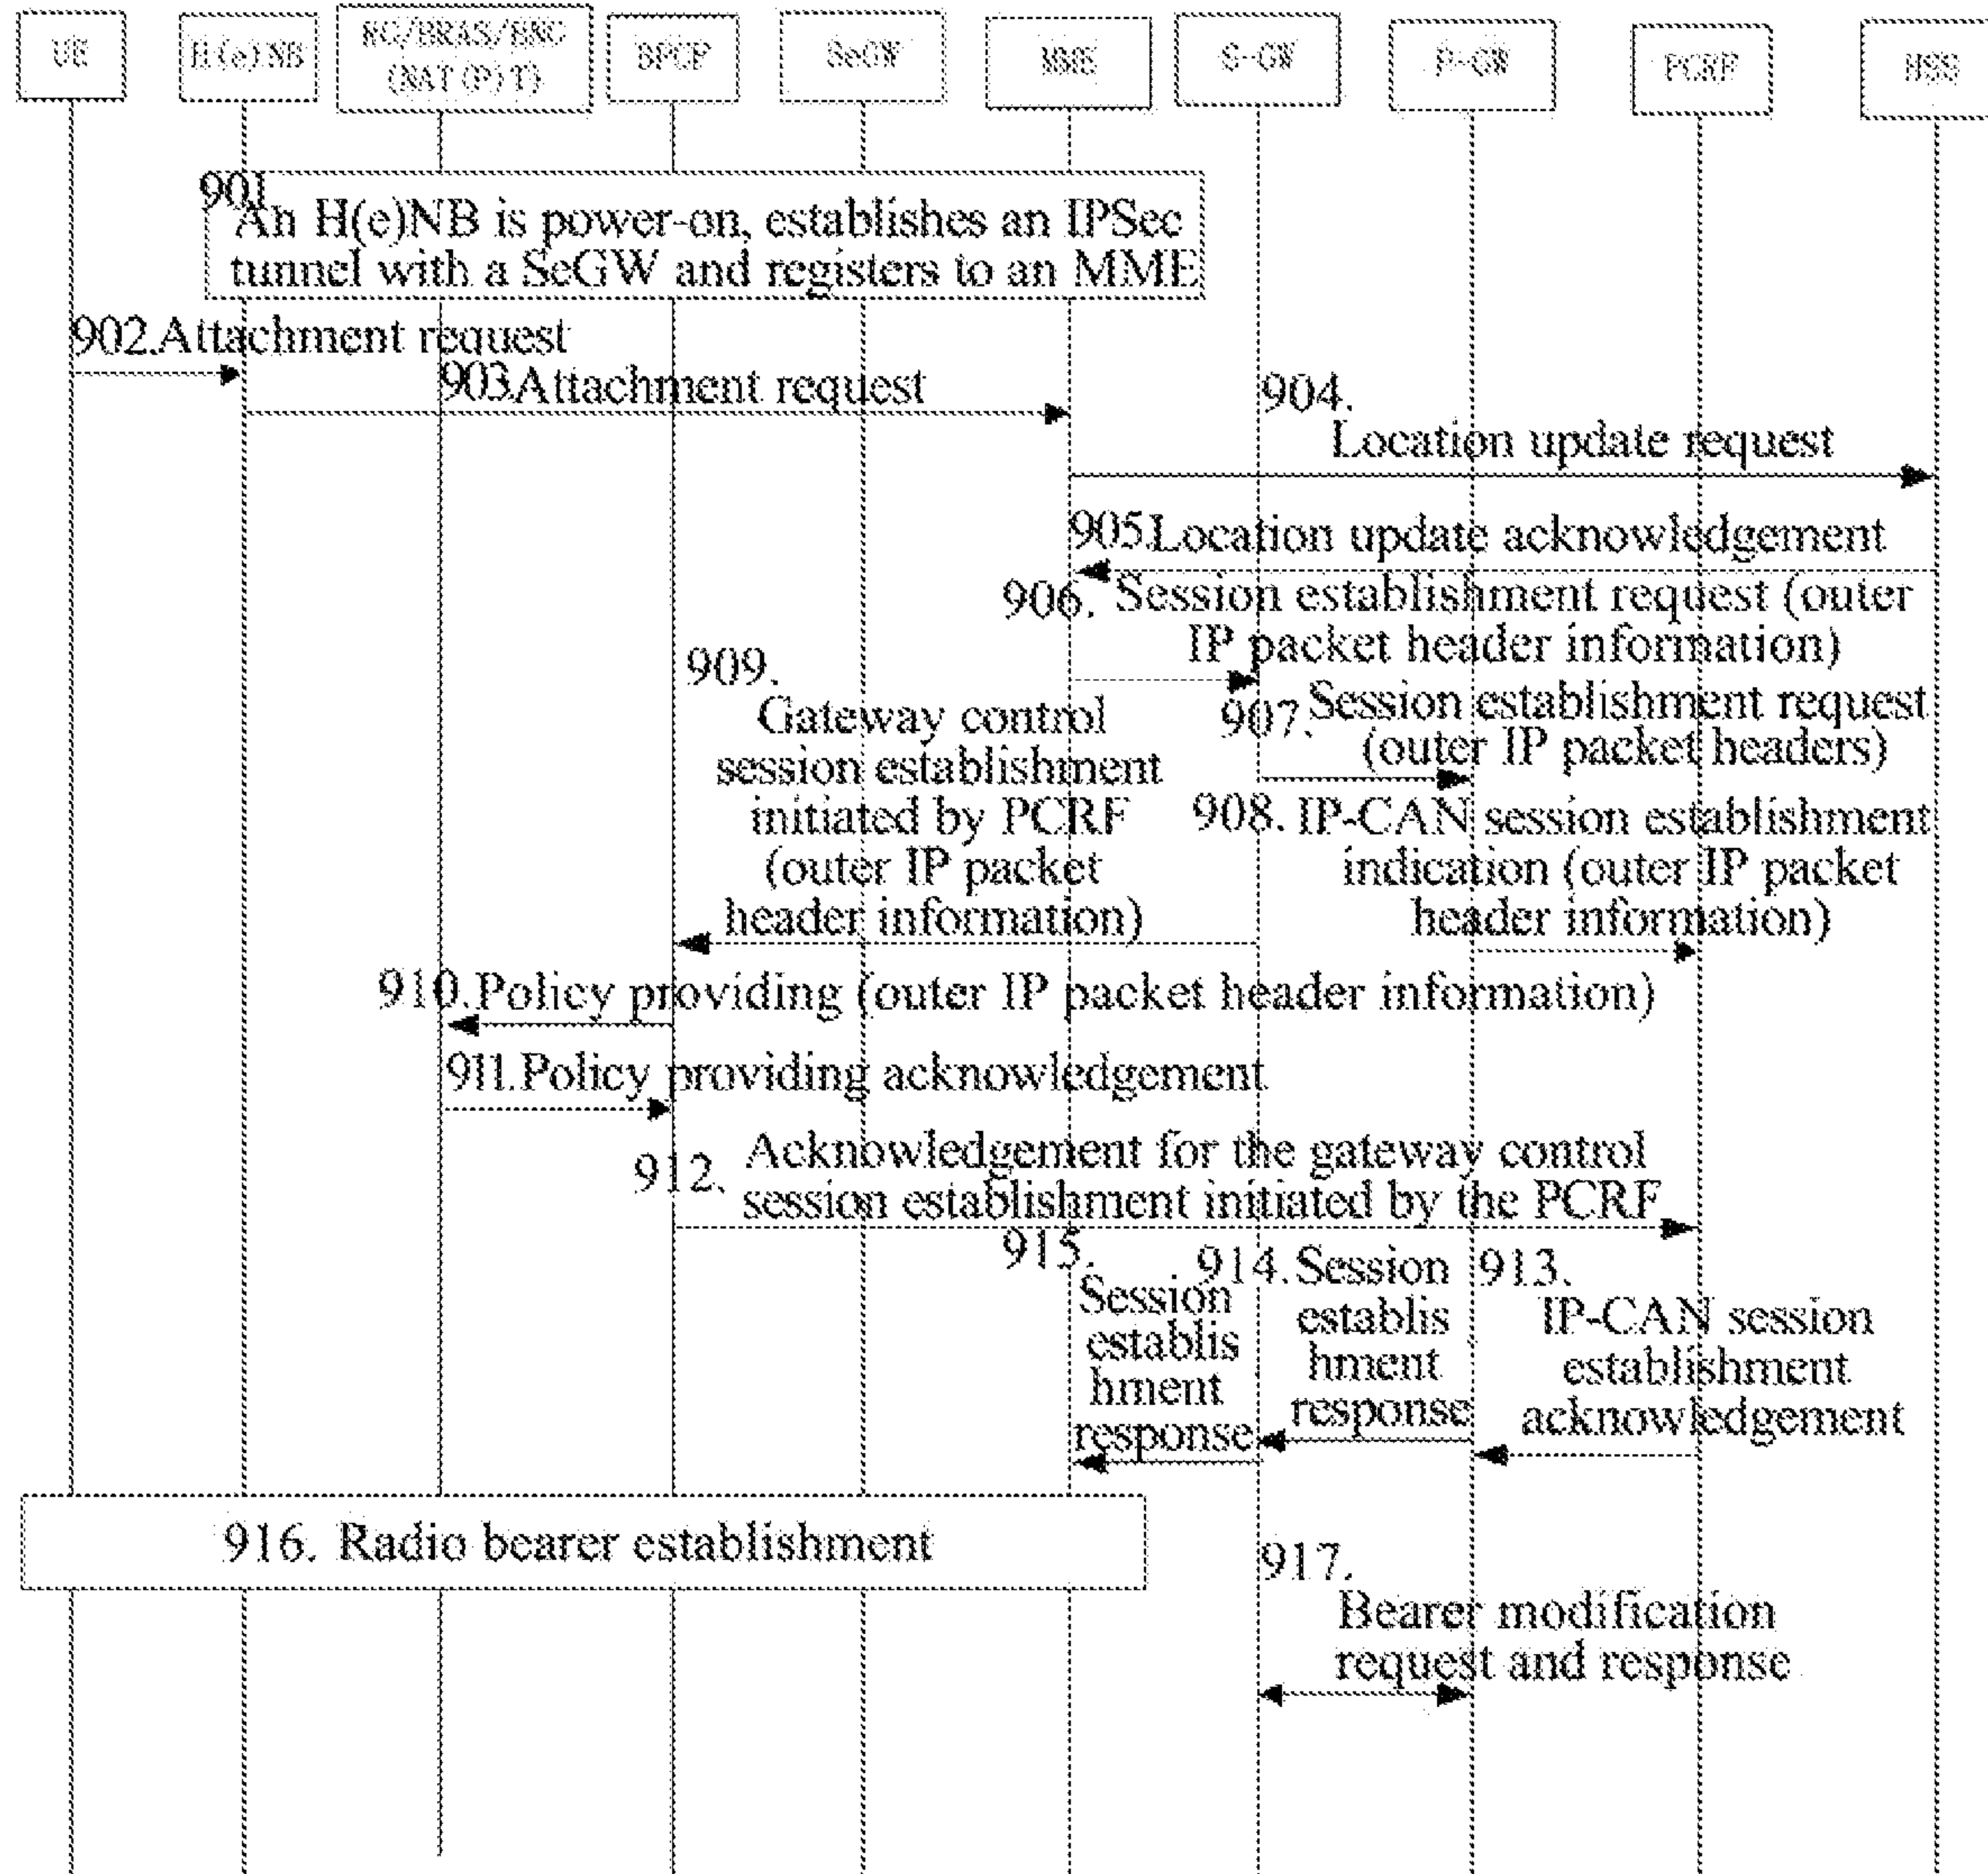 UE
H(e)NB
RG/BRAS/BNG
(NAT(P)T)
BPCF
SeGW
MME
S-GW
P-GW
PCRF
HSS
901.
An H(e)NB is power-on, establishes an IPSec
tunnel with a SeGW and registers to an MME
902.Attachment request
903.Attachment request
904.
Location update request
905.Location update acknowledgement
906. Session establishment request (outer
IP packet header information)
907. Session establishment request
(outer IP packet headers)
908. IP-CAN session establishment
indication (outer IP packet
header information)
909.
Gateway control
session establishment
initiated by PCRF
(outer IP packet
header information)
910.Policy providing (outer IP packet header information)
911.Policy providing acknowledgement
912. Acknowledgement for the gateway control
session establishment initiated by the PCRF
913.
IP-CAN session
establishment
acknowledgement
914.Session
establis
hment
response
915.
Session
establis
hment
response
916. Radio bearer establishment
917.
Bearer modification
request and response